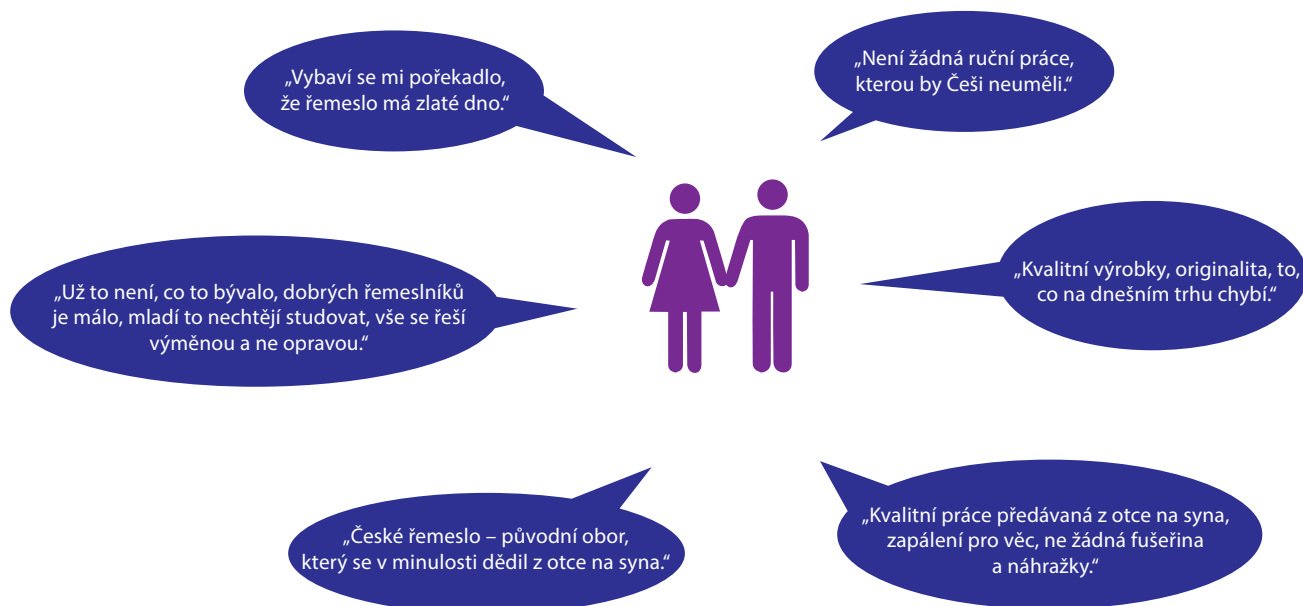 „Vybaví se mi pořekadlo,
že řemeslo má zlaté dno.“
„Není žádná ruční práce,
kterou by Češi neuměli.“
„Už to není, co to bývalo, dobrých řemeslníků
je málo, mladí to nechtějí studovat, vše se řeší
výměnou a ne opravou.“
„Kvalitní výrobky, originalita, to,
co na dnešním trhu chybí.“
„České řemeslo – původní obor,
který se v minulosti dědil z otce na syna.“
„Kvalitní práce předávaná z otce na syna,
zapálení pro věc, ne žádná fušeřina
a náhražky.“